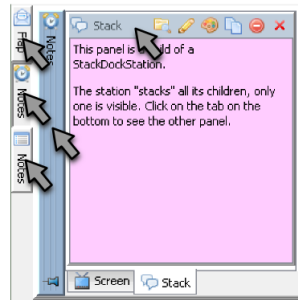 Stack
Flap
Notes
Notes
Notes
This panel is
ld of a
StackDockStation.
The station "stacks" all its children, only
one is visible. Click on the tab on the
bottom to see the other panel.
Screen
Stack